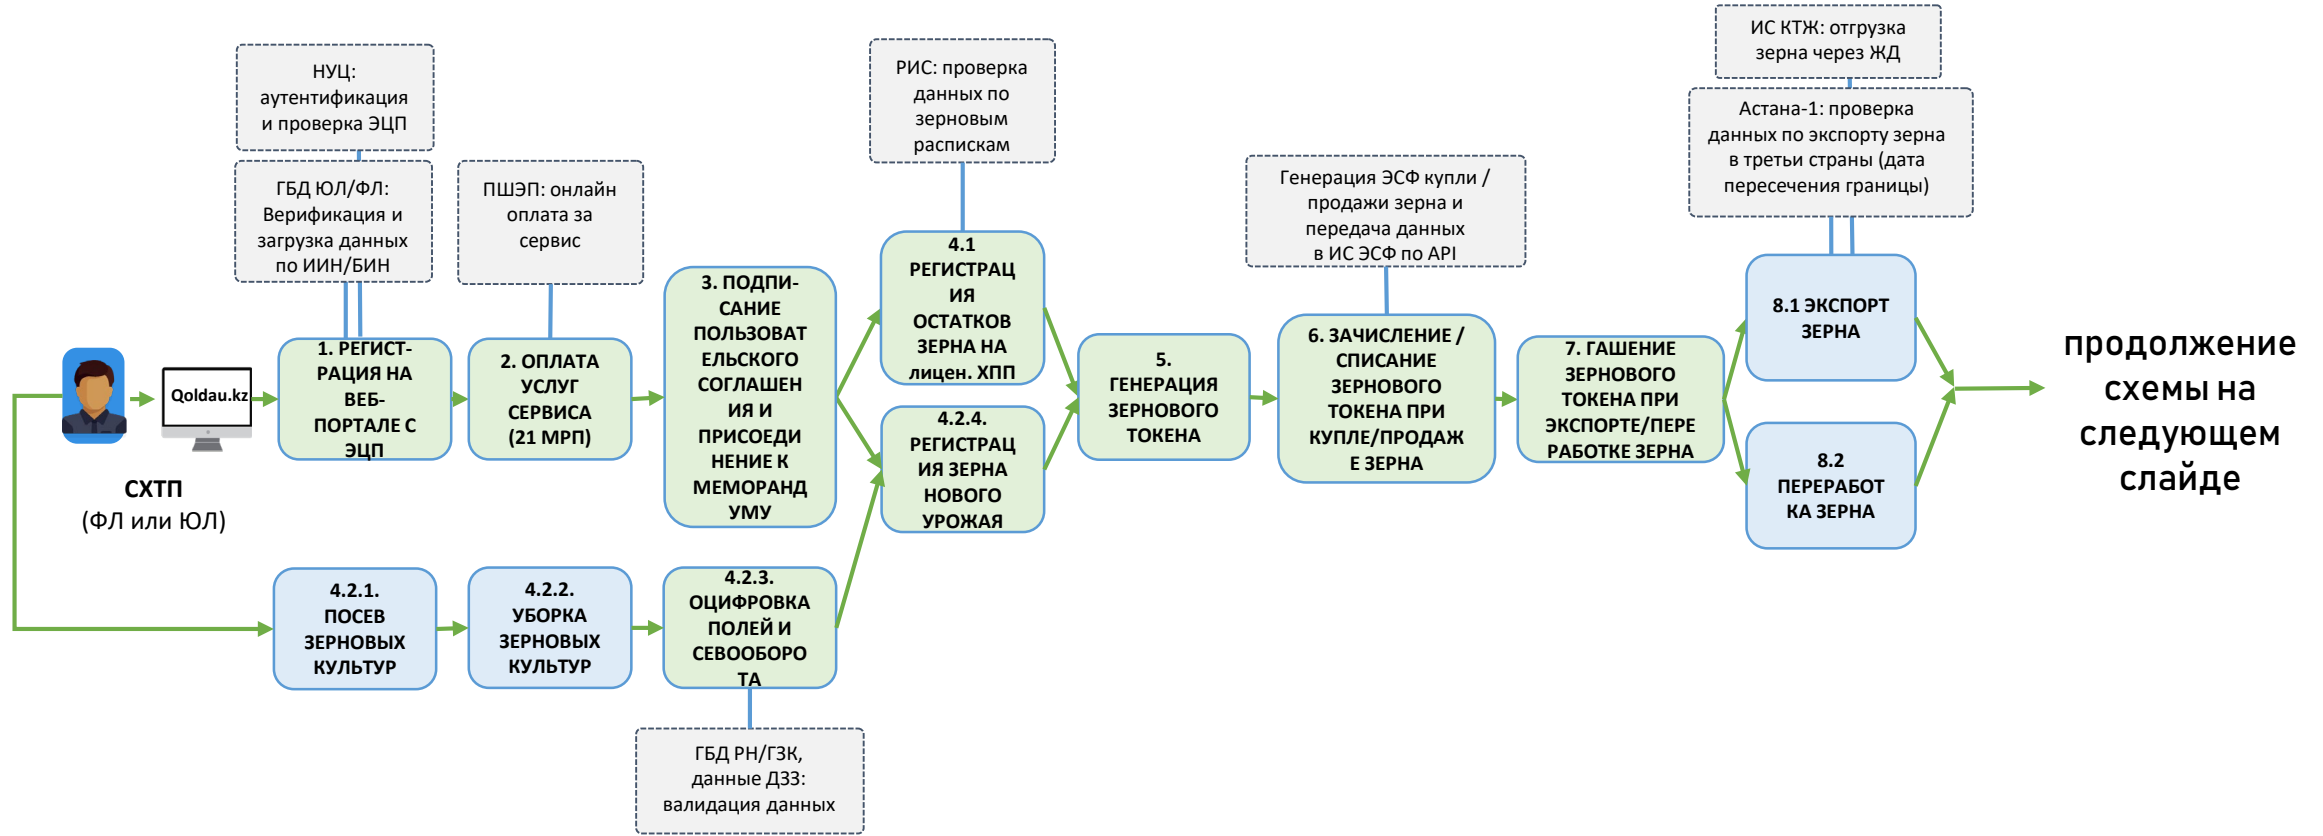 НУЦ:
аутентификация
и проверка ЭЦП
ГБД ЮЛ/ФЛ:
Верификация и
загрузка данных
по ИИН/БИН
ПШЭП: онлайн
оплата за
сервис
РИС: проверка
данных по
зерновым
распискам
Генерация ЭСФ купли /
продажи зерна и
передача данных
в ИС ЭСФ по API
ИС КТЖ: отгрузка
зерна через ЖД
Астана-1: проверка
данных по экспорту зерна
в третьи страны (дата
пересечения границы)
СХТП
(ФЛ или ЮЛ)
Qoldau.kz
1. РЕГИСТ-
РАЦИЯ НА
ВЕБ-
ПОРТАЛЕ С
ЭЦП
2. ОПЛАТА
УСЛУГ
СЕРВИСА
(21 МРП)
3. ПОДПИ-
САНИЕ
ПОЛЬЗОВАТ
ЕЛЬСКОГО
СОГЛАШЕН
ИЯ И
ПРИСОЕДИ
НЕНИЕ К
МЕМОРАНД
УМУ
4.1
РЕГИСТРАЦ
ИЯ
ОСТАТКОВ
ЗЕРНА НА
лицен. ХПП
4.2.4.
РЕГИСТРАЦ
ИЯ ЗЕРНА
НОВОГО
УРОЖАЯ
5.
ГЕНЕРАЦИЯ
ЗЕРНОВОГО
ТОКЕНА
6. ЗАЧИСЛЕНИЕ /
СПИСАНИЕ
ЗЕРНОВОГО
ТОКЕНА ПРИ
КУПЛЕ/ПРОДАЖ
Е ЗЕРНА
7. ГАШЕНИЕ
ЗЕРНОВОГО
ТОКЕНА ПРИ
ЭКСПОРТЕ/ПЕРЕ
РАБОТКЕ ЗЕРНА
8.1 ЭКСПОРТ
ЗЕРНА
8.2
ПЕРЕРАБОТ
КА ЗЕРНА
продолжение
схемы на
следующем
слайде
4.2.1.
ПОСЕВ
ЗЕРНОВЫХ
КУЛЬТУР
4.2.2.
УБОРКА
ЗЕРНОВЫХ
КУЛЬТУР
4.2.3.
ОЦИФРОВКА
ПОЛЕЙ И
СЕВООБОРО
ТА
ГБД РН/ГЗК,
данные ДЗЗ:
валидация данных